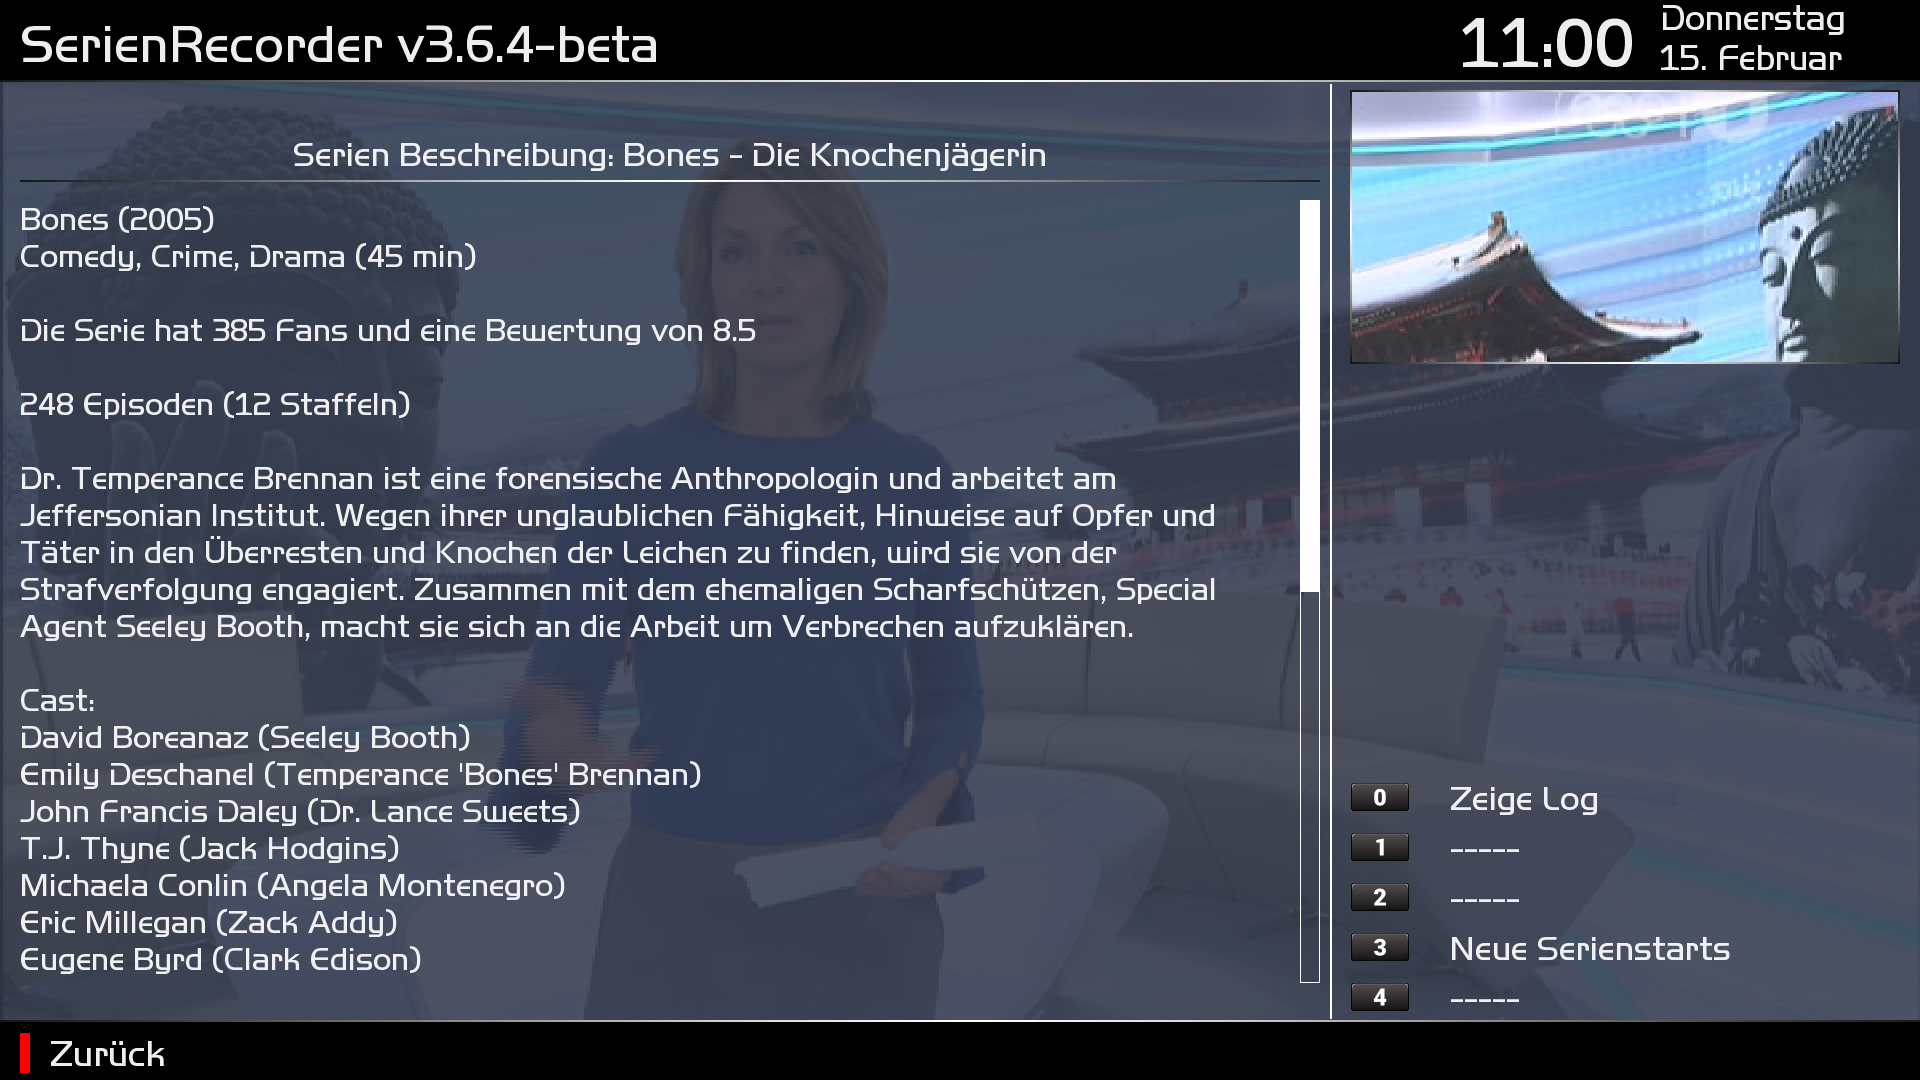 SerienRecorder v3.6.4-beta
11:00
Donnerstag
15. Februar
Serien Beschreibung: Bones - Die Knochenjägerin
Bones (2005)
Comedy, Crime, Drama (45 min)
Die Serie hat 385 Fans und eine Bewertung von 8.5
248 Episoden (12 Staffeln)
Dr. Temperance Brennan ist eine forensische Anthropologin und arbeitet am
Jeffersonian Institut. Wegen ihrer unglaublichen Fähigkeit, Hinweise auf Opfer und
Täter in den Überresten und Knochen der Leichen zu finden, wird sie von der
Strafverfolgung engagiert. Zusammen mit dem ehemaligen Scharfschützen, Special
Agent Seeley Booth, macht sie sich an die Arbeit um Verbrechen aufzuklären.
Cast:
David Boreanaz (Seeley Booth)
Emily Deschanel (Temperance 'Bones' Brennan)
John Francis Daley (Dr. Lance Sweets)
T.J. Thyne (Jack Hodgins)
Michaela Conlin (Angela Montenegro)
Eric Millegan (Zack Addy)
Eugene Byrd (Clark Edison)
0 Zeige Log
1 -----
2 -----
3 Neue Serienstarts
4 -----
Zurück